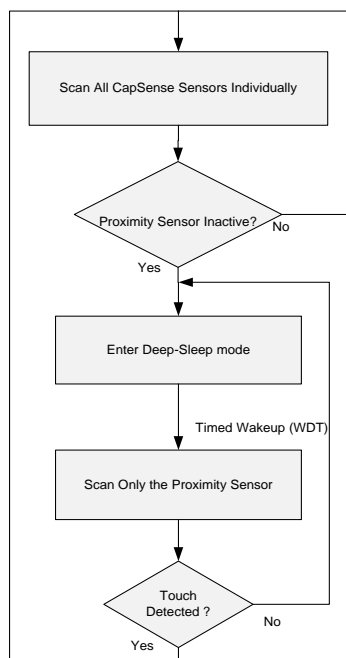 Scan All CapSense Sensors Individually
Proximity Sensor Inactive?
No
Yes
Enter Deep-Sleep mode
Timed Wakeup (WDT)
Scan Only the Proximity Sensor
Touch
Detected ?
No
Yes